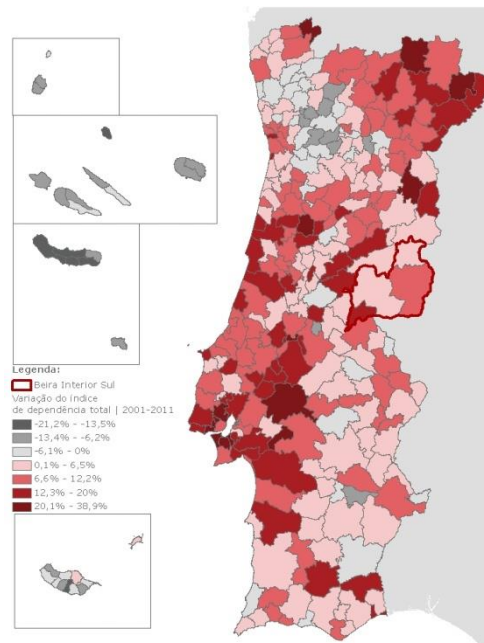 Legenda:
Beira Interior Sul
Variação do índice
de dependência total | 2001-2011
-21,2% - -13,5%
-13,4% - -6,2%
-6,1% - 0%
0,1% - 6,5%
6,6% - 12,2%
12,3% - 20%
20,1% - 38,9%